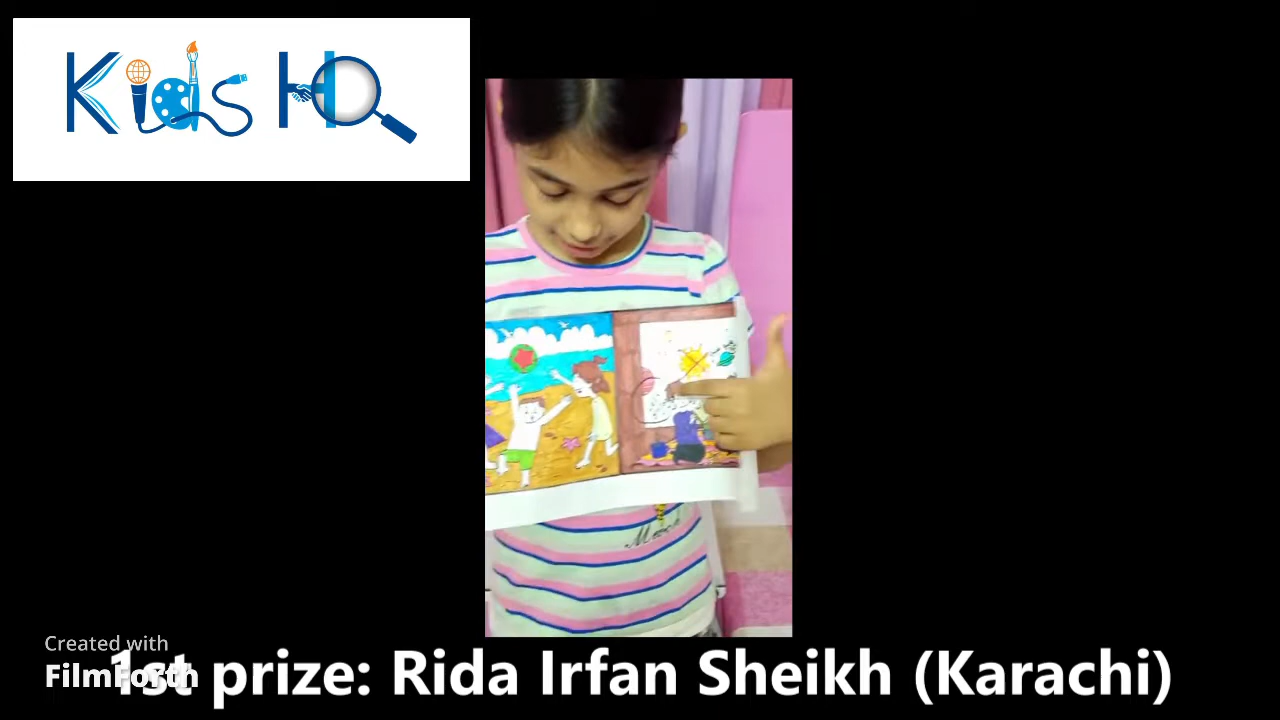 Kids HQ
Created with
FilmForth
1st prize: Rida Irfan Sheikh (Karachi)